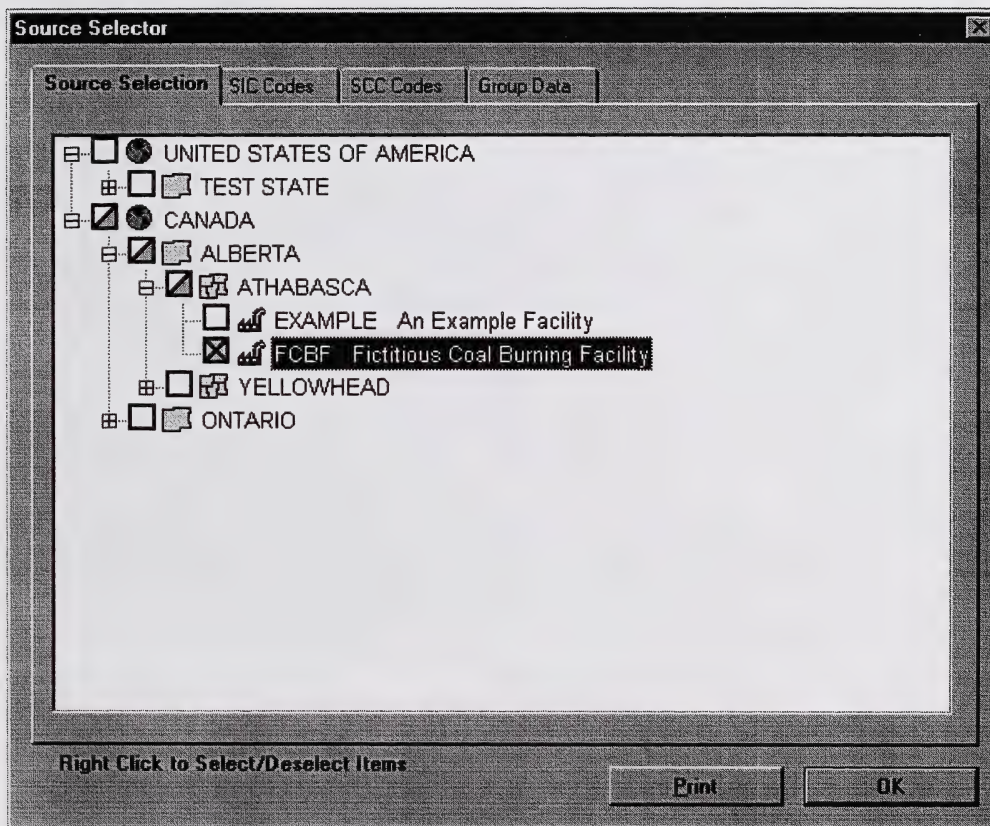 Source Selector
Source Selection SIC Codes SCC Codes Group Data
UNITED STATES OF AMERICA
TEST STATE
CANADA
ALBERTA
ATHABASCA
EXAMPLE An Example Facility
FCBF Fictitious Coal Burning Facility
YELLOWHEAD
ONTARIO
Right Click to Select/Deselect Items
Print OK